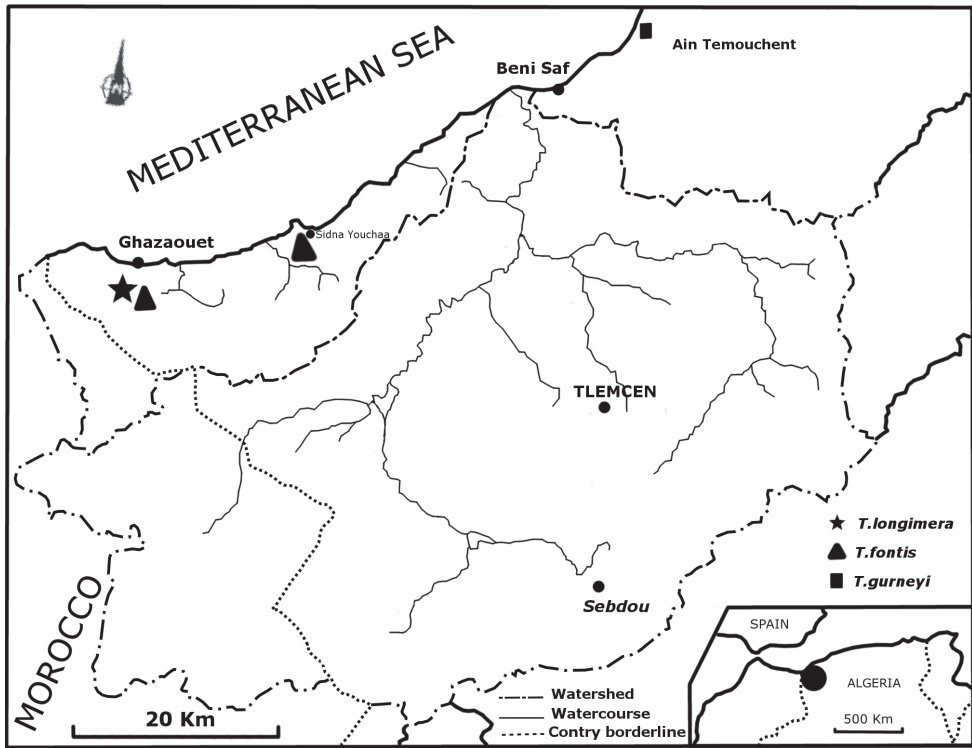 MEDITERRANEAN SEA
Ain Temouchent
Beni Saf
Sidna Youchaa
Ghazaouet
TLEMCEN
T.longimera
T.fontis
T.gurneyi
Sebdou
MOROCCO
SPAIN
ALGERIA
500 Km
Watershed
Watercourse
Contry borderline
20 Km